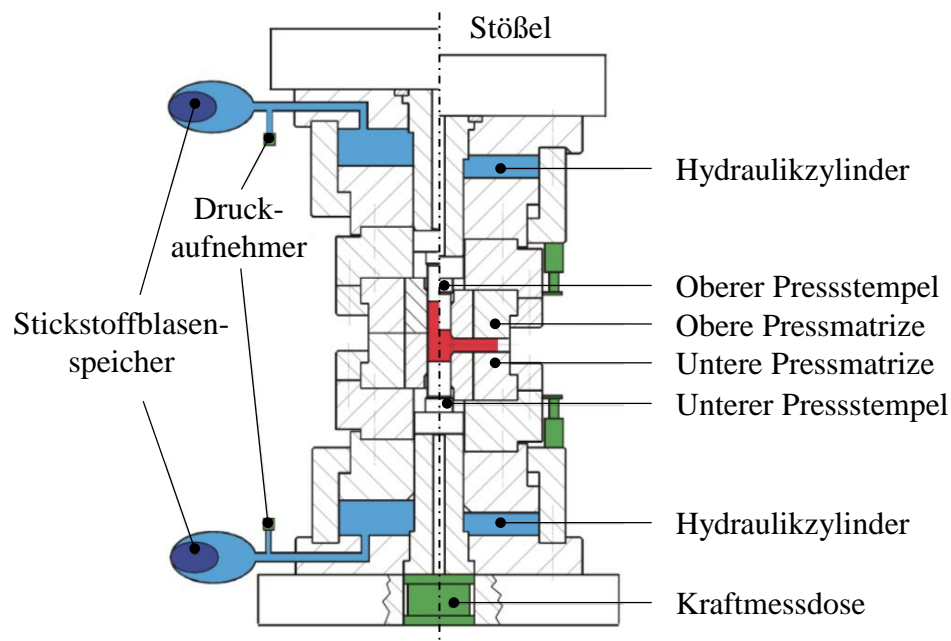 Stößel
Hydraulikzylinder
Druck-
aufnehmer
Oberer Pressstempel
Stickstoffblasen-
speicher
Obere Pressmatrize
Untere Pressmatrize
Unterer Pressstempel
Hydraulikzylinder
Kraftmessdose